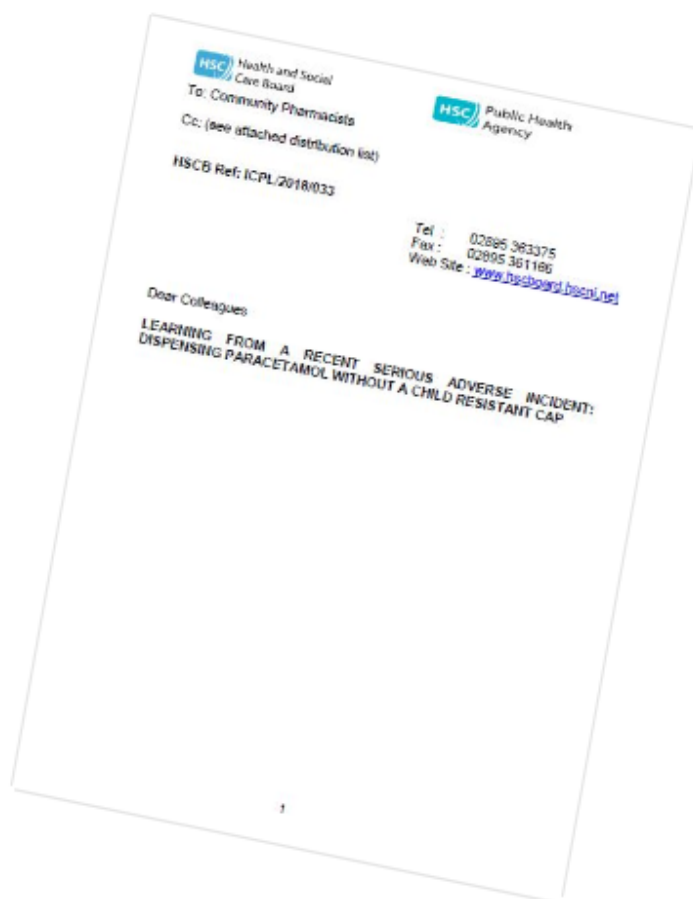 HSC Health and Social
Care Board
HSC Public Health
Agency
To: Community Pharmacists
Cc: (see attached distribution list)
HSCB Ref: ICPL/2018/033
Tel : 02895 363375
Fax : 02895 361166
Web Site : www.hscboard.hscni.net
Dear Colleagues
LEARNING FROM A RECENT SERIOUS ADVERSE INCIDENT:
DISPENSING PARACETAMOL WITHOUT A CHILD RESISTANT CAP
1